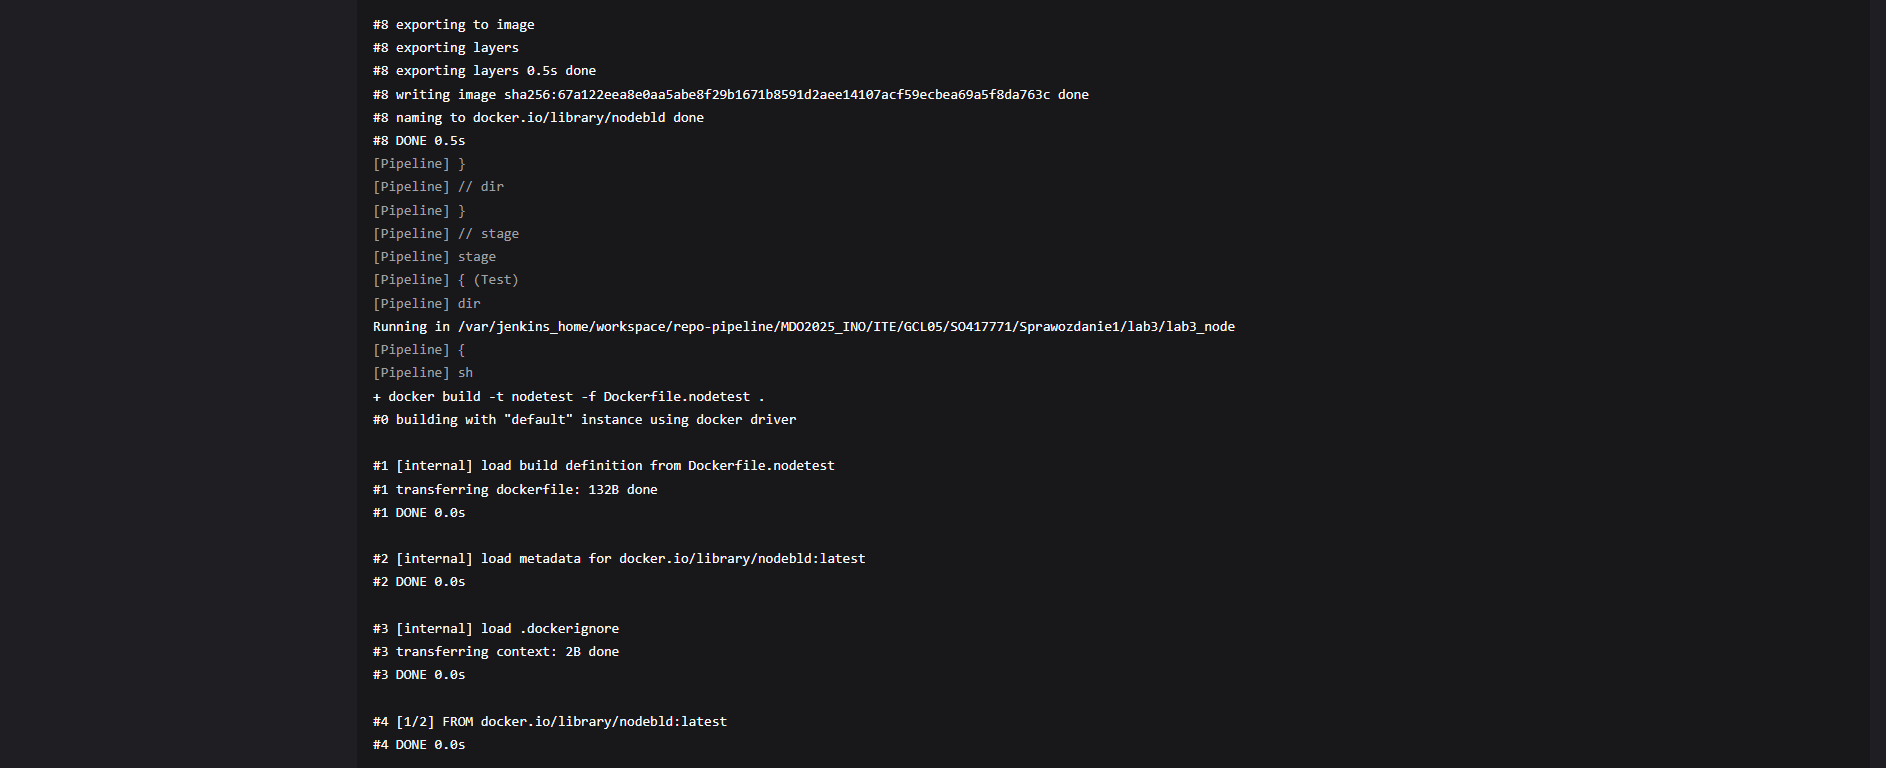 #8 exporting to image
#8 exporting layers
#8 exporting layers 0.5s done
#8 writing image sha256:67a122eea8e0aa5abe8f29b1671b8591d2aee14107acf59ecbea69a5f8da763c done
#8 naming to docker.io/library/nodebld done
#8 DONE 0.5s
[Pipeline] }
[Pipeline] // dir
[Pipeline] }
[Pipeline] // stage
[Pipeline] stage
[Pipeline] { (Test)
[Pipeline] dir
Running in /var/jenkins_home/workspace/repo-pipeline/MDO2025_INO/ITE/GCL05/SO417771/Sprawozdanie1/lab3/lab3_node
[Pipeline] {
[Pipeline] sh
+ docker build -t nodetest -f Dockerfile.nodetest .
#0 building with "default" instance using docker driver
#1 [internal] load build definition from Dockerfile.nodetest
#1 transferring dockerfile: 132B done
#1 DONE 0.0s
#2 [internal] load metadata for docker.io/library/nodebld:latest
#2 DONE 0.0s
#3 [internal] load .dockerignore
#3 transferring context: 2B done
#3 DONE 0.0s
#4 [1/2] FROM docker.io/library/nodebld:latest
#4 DONE 0.0s